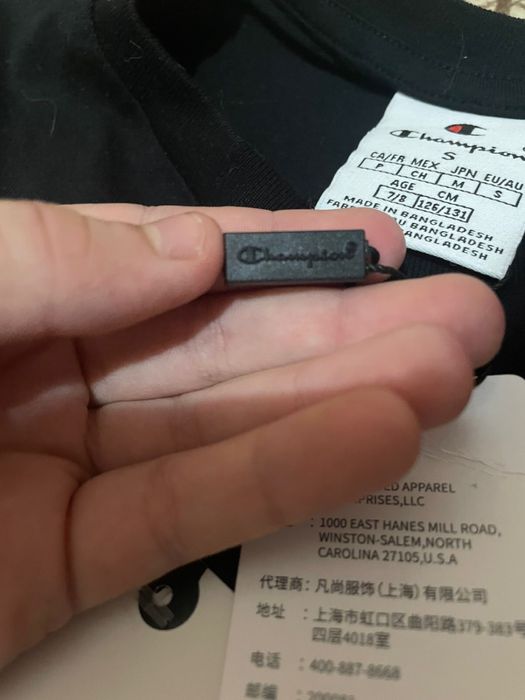 Champion
S
CA/FR MEX JPN EU/AU
P CH M S
AGE CM
7/8 126/131
MADE IN BANGLADESH
BANGLADESH
BANGLADESH
Champion
APPAREL
LLC
: 1000 EAST HANES MILL ROAD,
WINSTON-SALEM,NORTH
CAROLINA 27105,U.S.A
代理商: 凡尚服饰(上海)有限公司
地址 : 上海市虹口区曲阳路379-383号
四层4018室
电话 : 400-887-8668
邮编 :